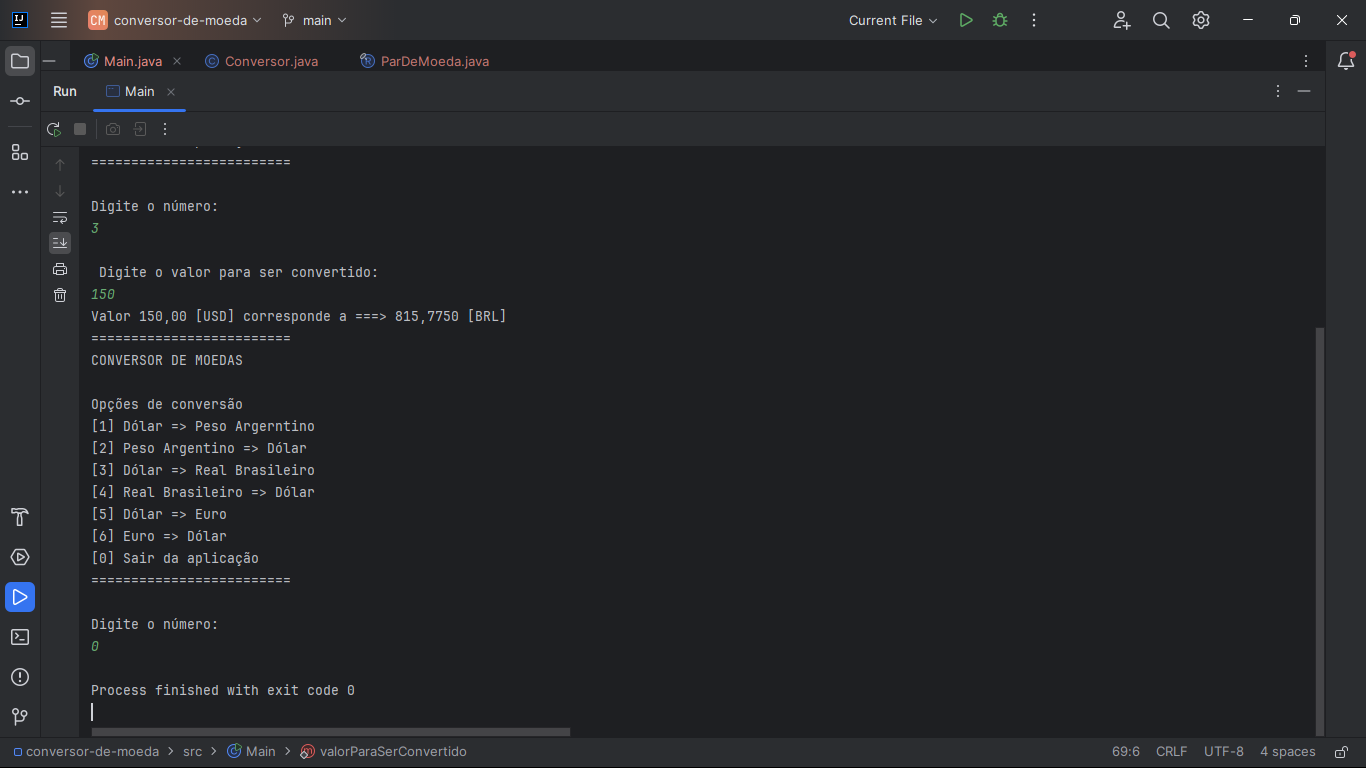 CM conversor-de-moeda main Current File
Main.java Conversor.java ParDeMoeda.java
Run Main
=========================
Digite o número:
3
Digite o valor para ser convertido:
150
Valor 150,00 [USD] corresponde a ===> 815,7750 [BRL]
=========================
CONVERSOR DE MOEDAS
Opções de conversão
[1] Dólar => Peso Argerntino
[2] Peso Argentino => Dólar
[3] Dólar => Real Brasileiro
[4] Real Brasileiro => Dólar
[5] Dólar => Euro
[6] Euro => Dólar
[0] Sair da aplicação
=========================
Digite o número:
0
Process finished with exit code 0
conversor-de-moeda > src > Main > valorParaSerConvertido 69:6 CRLF UTF-8 4 spaces